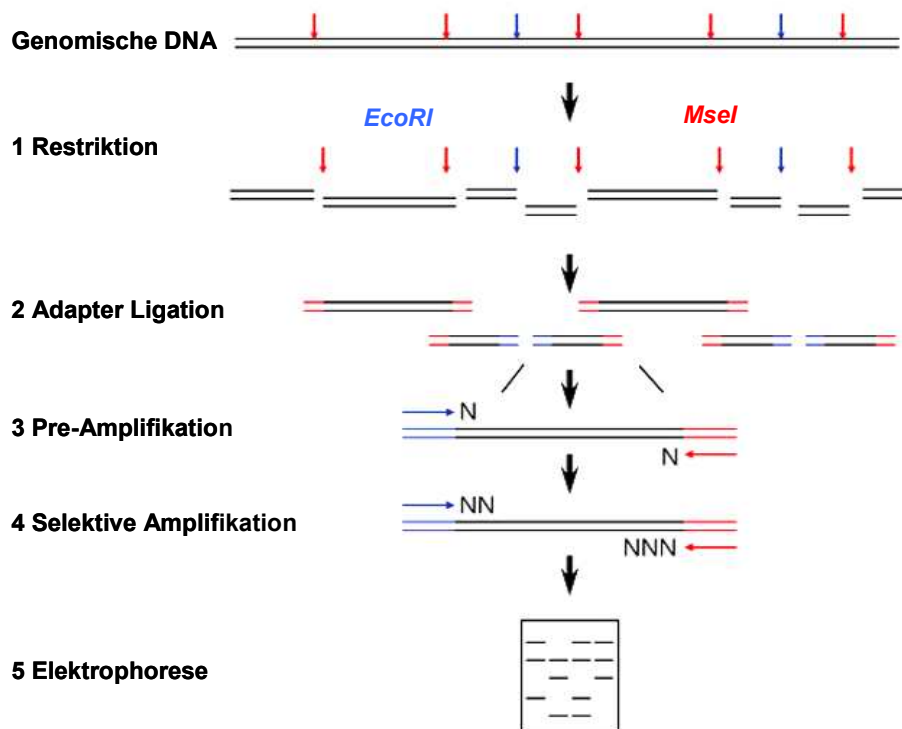 Genomische DNA
EcoRI
MseI
1 Restriktion
2 Adapter Ligation
N
3 Pre-Amplifikation
N
NN
4 Selektive Amplifikation
NNN
5 Elektrophorese